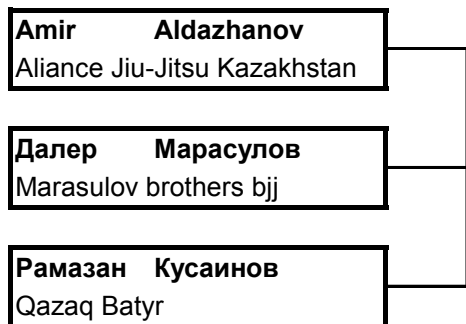 Amir Aldazhanov
Aliance Jiu-Jitsu Kazakhstan
Далер Марасулов
Marasulov brothers bjj
Рамазан Кусаинов
Qazaq Batyr